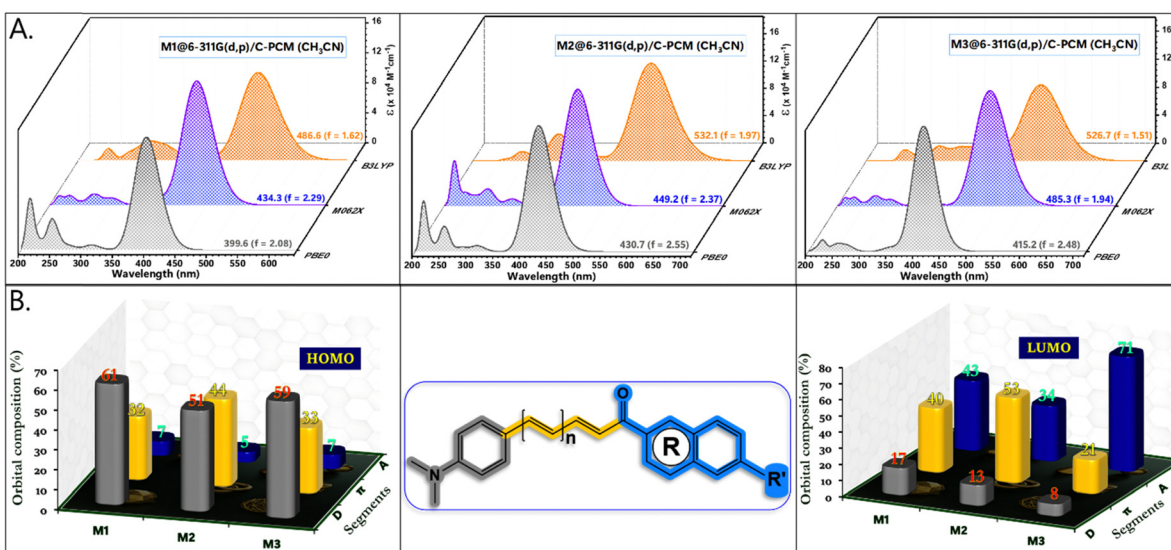 A.
M1@6-311G(d,p)/C-PCM (CH₃CN)
16
12
8
4
0
ε (x 10⁴ M⁻¹cm⁻¹)
486.6 (f = 1.62)
B3LYP
434.3 (f = 2.29)
M062X
399.6 (f = 2.08)
PBE0
200 250 300 350 400 450 500 550 600
Wavelength (nm)
M2@6-311G(d,p)/C-PCM (CH₃CN)
16
12
8
4
0
ε (x 10⁴ M⁻¹cm⁻¹)
532.1 (f = 1.97)
B3LYP
449.2 (f = 2.37)
M062X
430.7 (f = 2.55)
PBE0
200 250 300 350 400 450 500 550 600 650 700
Wavelength (nm)
M3@6-311G(d,p)/C-PCM (CH₃CN)
16
12
8
4
0
ε (x 10⁴ M⁻¹cm⁻¹)
526.7 (f = 1.51)
B3L
485.3 (f = 1.94)
M062X
415.2 (f = 2.48)
PBE0
200 250 300 350 400 450 500 550 600 650 700
Wavelength (nm)
B.
HOMO
Orbital composition (%)
70
60
50
40
30
20
10
0
61
32
7
51
44
5
59
33
7
M1
M2
M3
D
π
A
Segments
N
n
O
R
R'
LUMO
Orbital composition (%)
80
70
60
50
40
30
20
10
0
17
40
43
13
53
34
8
21
71
M1
M2
M3
D
π
A
Segments